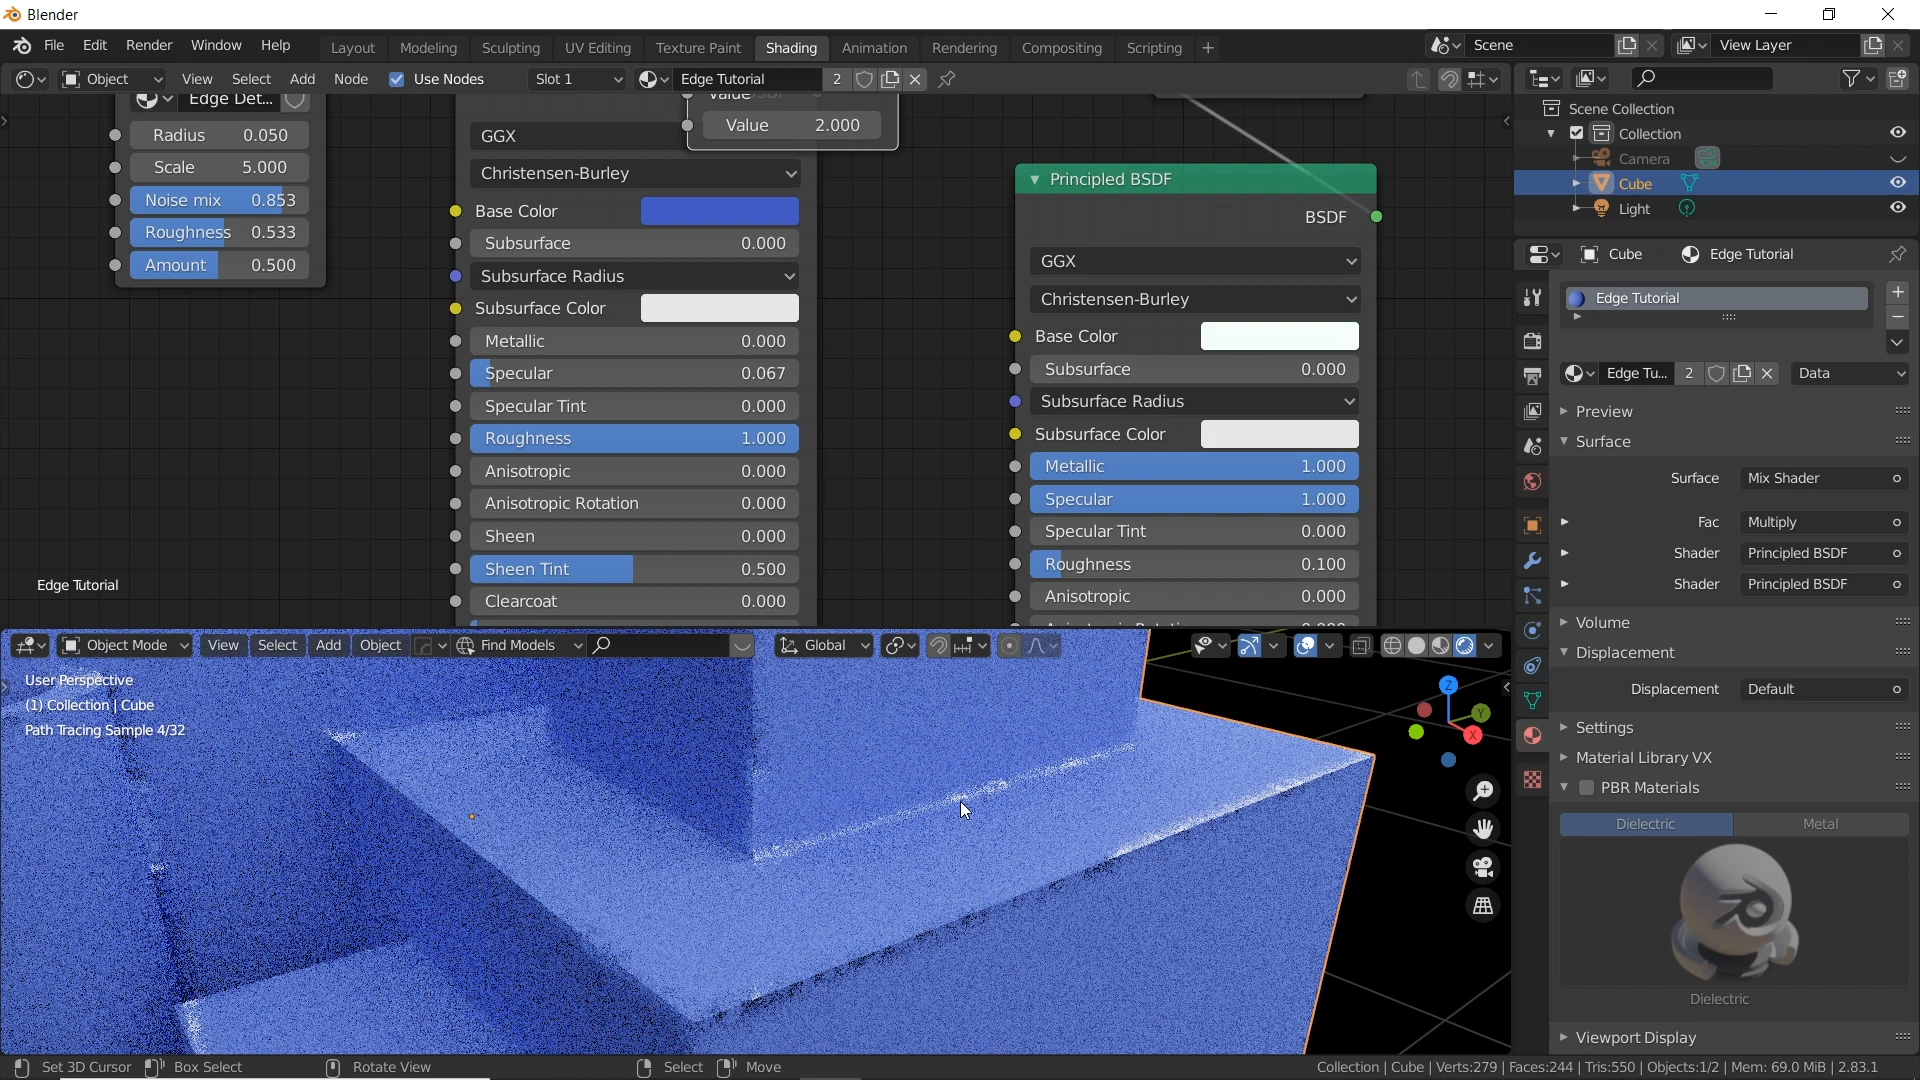 Blender
File Edit Render Window Help Layout Modeling Sculpting UV Editing Texture Paint Shading Animation Rendering Compositing Scripting + Scene View Layer
Object View Select Add Node Use Nodes Slot 1 Edge Tutorial 2
Edge Det...
Radius 0.050
Scale 5.000
Noise mix 0.853
Roughness 0.533
Amount 0.500
Value
Value 2.000
GGX
Christensen-Burley
Base Color
Subsurface 0.000
Subsurface Radius
Subsurface Color
Metallic 0.000
Specular 0.067
Specular Tint 0.000
Roughness 1.000
Anisotropic 0.000
Anisotropic Rotation 0.000
Sheen 0.000
Sheen Tint 0.500
Clearcoat 0.000
Principled BSDF
BSDF
GGX
Christensen-Burley
Base Color
Subsurface 0.000
Subsurface Radius
Subsurface Color
Metallic 1.000
Specular 1.000
Specular Tint 0.000
Roughness 0.100
Anisotropic 0.000
Edge Tutorial
Object Mode View Select Add Object Find Models Global
User Perspective
(1) Collection | Cube
Path Tracing Sample 4/32
Z
Y
X
Scene Collection
Collection
Camera
Cube
Light
Cube Edge Tutorial
Edge Tutorial
Edge Tu... 2 Data
Preview
Surface
Surface Mix Shader
Fac Multiply
Shader Principled BSDF
Shader Principled BSDF
Volume
Displacement
Displacement Default
Settings
Material Library VX
PBR Materials
Dielectric Metal
Dielectric
Viewport Display
Set 3D Cursor Box Select Rotate View Select Move Collection | Cube | Verts:279 | Faces:244 | Tris:550 | Objects:1/2 | Mem: 69.0 MiB | 2.83.1